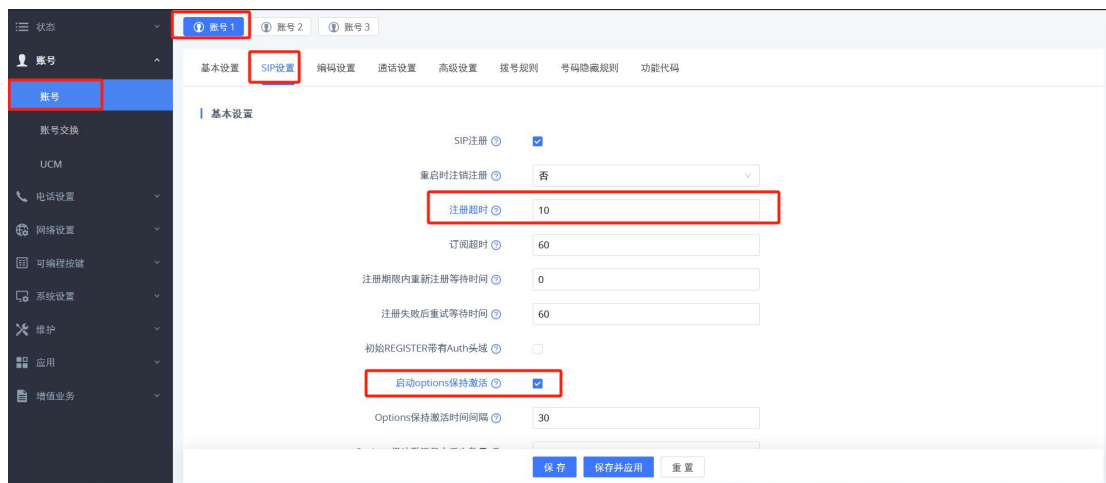 状态
账号
账号
账号交换
UCM
电话设置
网络设置
可编程按键
系统设置
维护
应用
增值业务
账号 1 账号 2 账号 3
基本设置 SIP设置 编码设置 通话设置 高级设置 拨号规则 号码隐藏规则 功能代码
基本设置
SIP注册
重启时注销注册 否
注册超时 10
订阅超时 60
注册期限内重新注册等待时间 0
注册失败后重试等待时间 60
初始REGISTER带有Auth头域
启动options保持激活
Options保持激活时间间隔 30
保 存 保存并应用 重 置